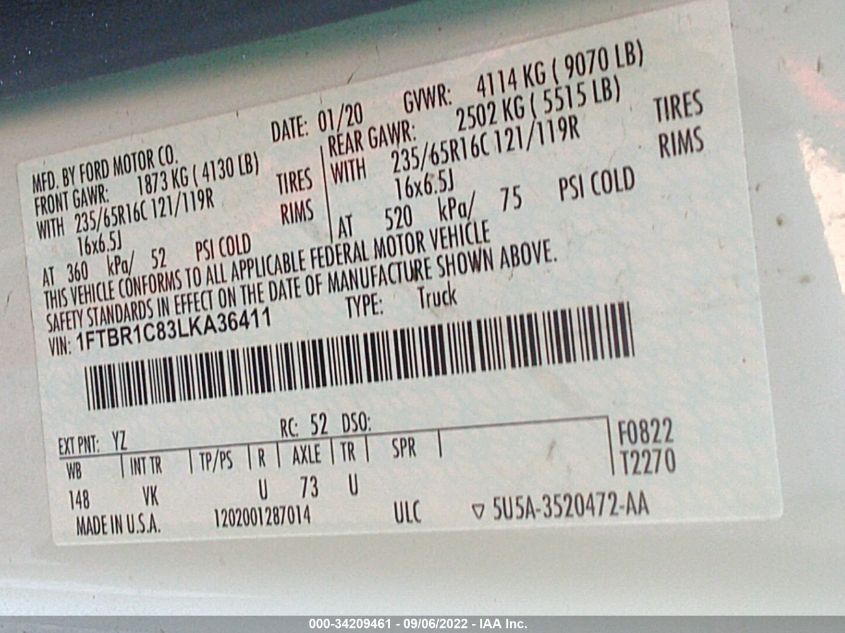 MFD. BY FORD MOTOR CO. DATE: 01/20 GVWR: 4114 KG ( 9070 LB)
FRONT GAWR: 1873 KG ( 4130 LB) REAR GAWR: 2502 KG ( 5515 LB)
WITH 235/65R16C 121/119R TIRES WITH 235/65R16C 121/119R TIRES
16x6.5J RIMS 16x6.5J RIMS
AT 360 kPa/ 52 PSI COLD AT 520 kPa/ 75 PSI COLD
THIS VEHICLE CONFORMS TO ALL APPLICABLE FEDERAL MOTOR VEHICLE
SAFETY STANDARDS IN EFFECT ON THE DATE OF MANUFACTURE SHOWN ABOVE.
VIN: 1FTBR1C83LKA36411 TYPE: Truck
EXT PNT: YZ RC: 52 DSO:
WB INT TR TP/PS R AXLE TR SPR F0822
148 VK U 73 U T2270
MADE IN U.S.A. 1202001287014 ULC ▽ 5U5A-3520472-AA
000-34209461 - 09/06/2022 - IAA Inc.